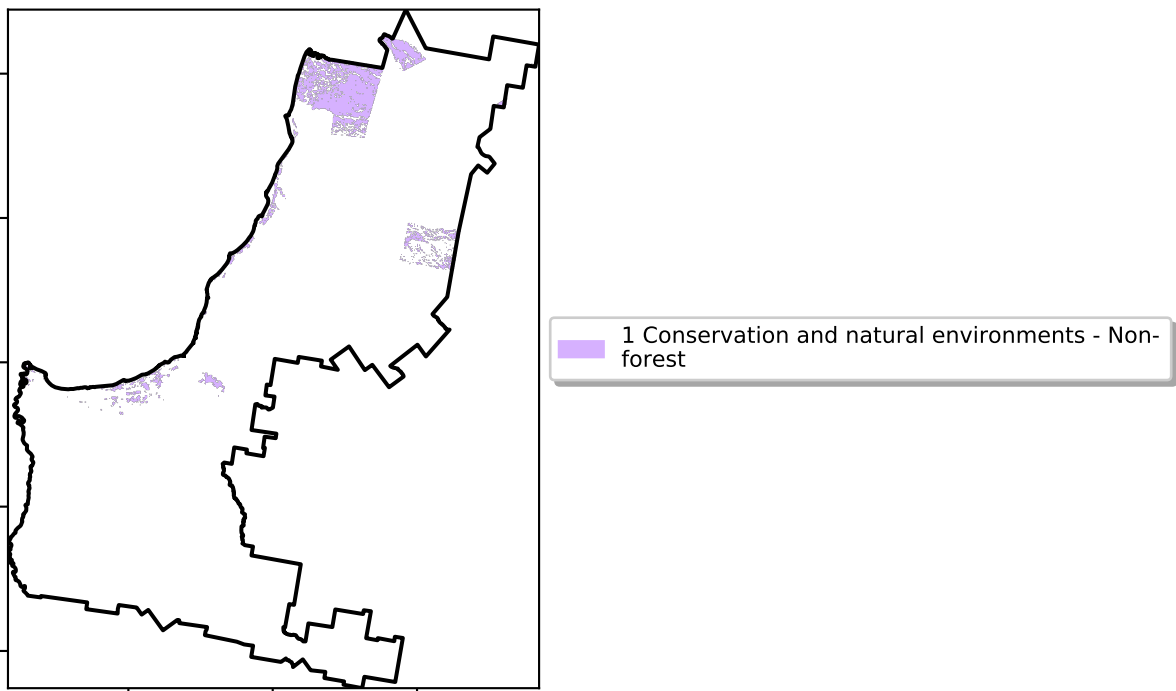 1 Conservation and natural environments - Non-
forest